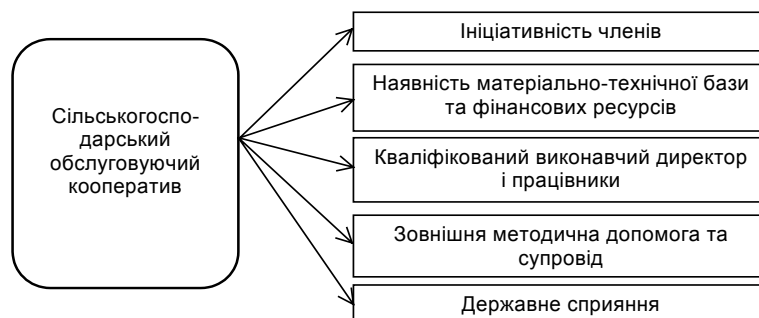 Сільськогоспо-
дарський
обслуговуючий
кооператив
Ініціативність членів
Наявність матеріально-технічної бази
та фінансових ресурсів
Кваліфікований виконавчий директор
і працівники
Зовнішня методична допомога та
супровід
Державне сприяння